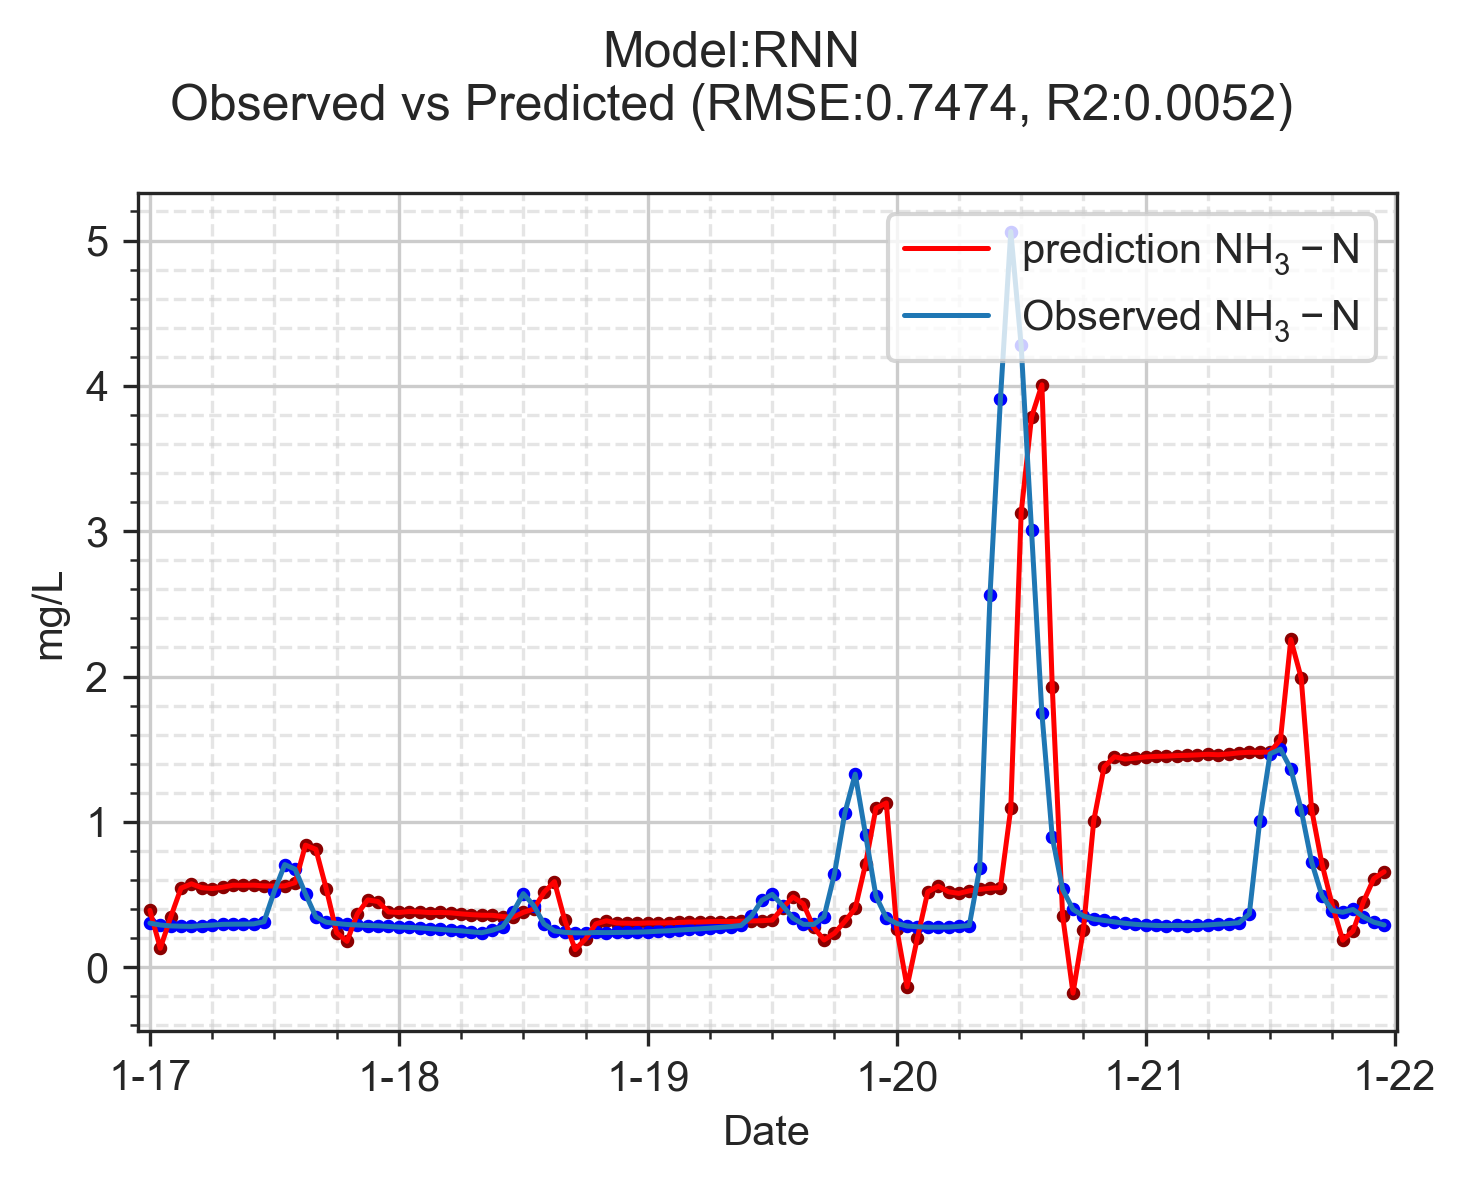 Model:RNN
Observed vs Predicted (RMSE:0.7474, R2:0.0052)
prediction NH₃ − N
Observed NH₃ − N
5
4
3
2
1
0
mg/L
1-17 1-18 1-19 1-20 1-21 1-22
Date